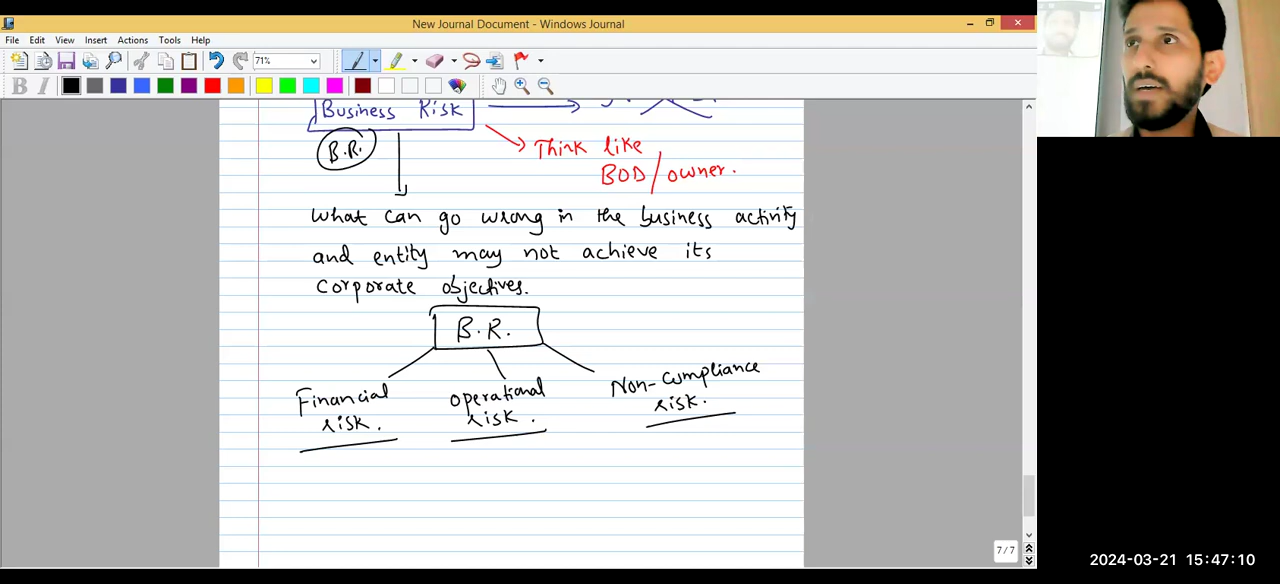 New Journal Document - Windows Journal
File Edit View Insert Actions Tools Help
71%
B I
Business Risk
B.R.
Think like
BOD/owner.
What can go wrong in the business activity
and entity may not achieve its
corporate objectives.
B.R.
Financial risk.
Operational risk.
Non-compliance risk.
7 / 7
2024-03-21 15:47:10